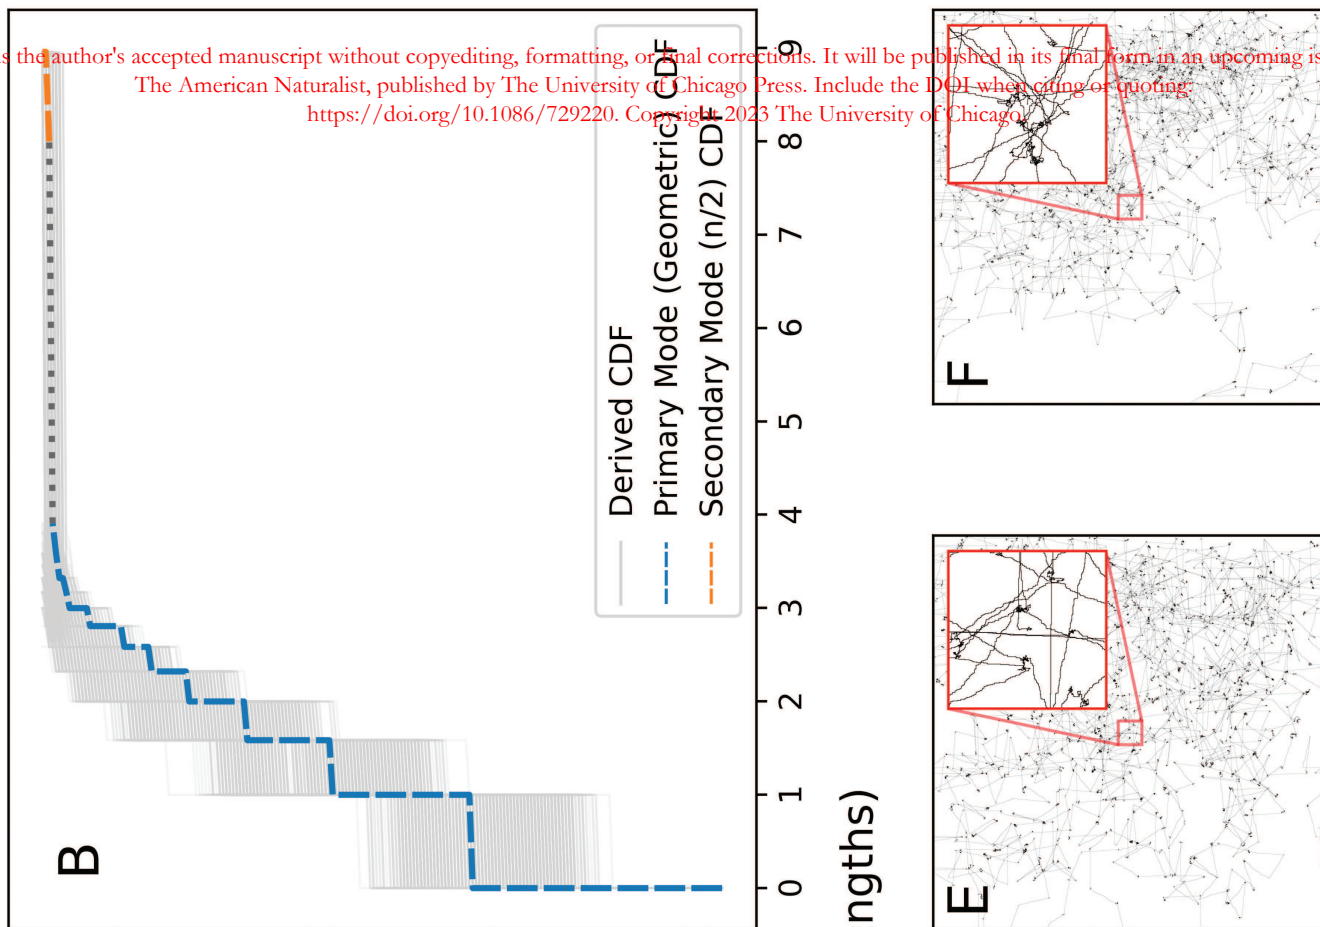 s the author's accepted manuscript without copyediting, formatting, or final corrections. It will be published in its final form in an upcoming is
The American Naturalist, published by The University of Chicago Press. Include the DOI when citing or quoting:
https://doi.org/10.1086/729220. Copyright 2023 The University of Chicago.
B
Derived CDF
Primary Mode (Geometric) CDF
Secondary Mode (n/2) CDF
0 1 2 3 4 5 6 7 8 9
ngths)
E
F